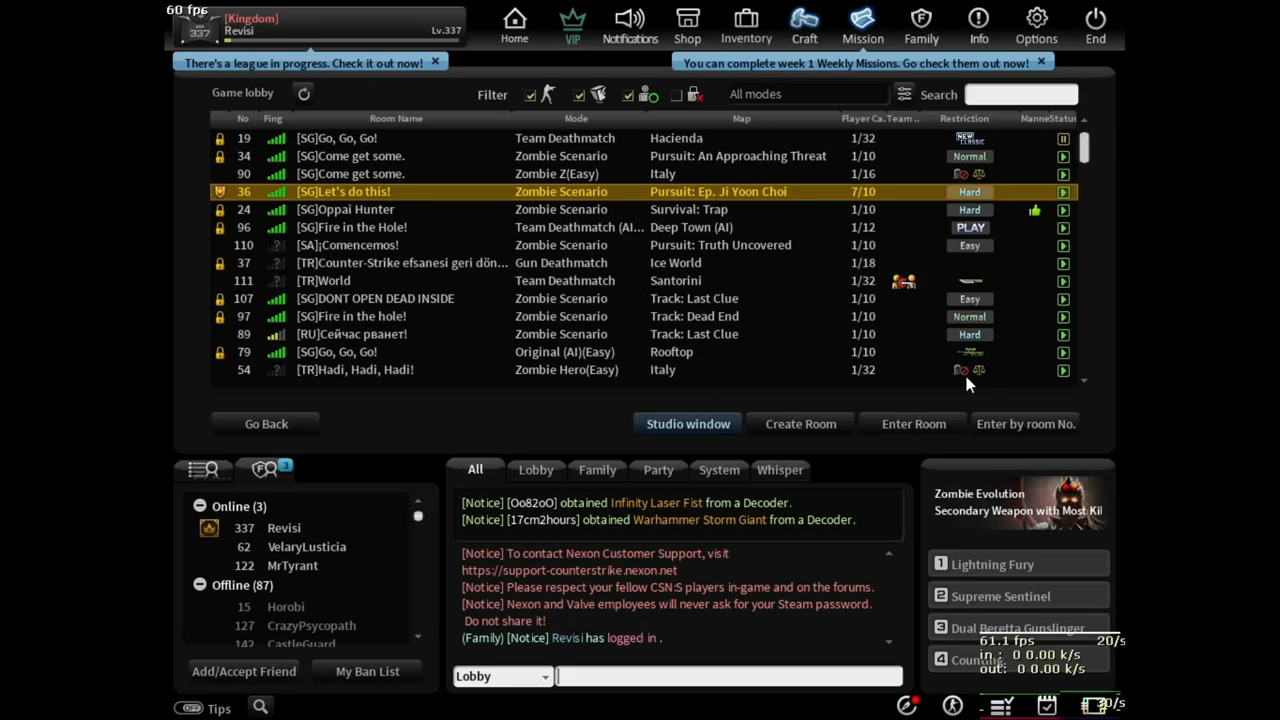 60 fps
[Kingdom]
337 Revisi Lv.337
Home VIP Notifications Shop Inventory Craft Mission Family Info Options End
There's a league in progress. Check it out now! ×
You can complete week 1 Weekly Missions. Go check them out now! ×
Game lobby Filter All modes Search
No Ping Room Name Mode Map Player Ca.. Team .. Restriction Manne Status
19 [SG]Go, Go, Go! Team Deathmatch Hacienda 1/32 NEW CLASSIC
34 [SG]Come get some. Zombie Scenario Pursuit: An Approaching Threat 1/10 Normal
90 [SG]Come get some. Zombie Z(Easy) Italy 1/10
36 [SG]Let's do this! Zombie Scenario Pursuit: Ep. Ji Yoon Choi 7/10 Hard
24 [SG]Oppai Hunter Zombie Scenario Survival: Trap 1/10 Hard
96 [SG]Fire in the Hole! Team Deathmatch (AI... Deep Town (AI) 1/12 PLAY
110 [SA]¡Comencemos! Zombie Scenario Pursuit: Truth Uncovered 1/10 Easy
37 [TR]Counter-Strike efsanesi geri dön... Gun Deathmatch Ice World 1/18
111 [TR]World Team Deathmatch Santorini 1/32
107 [SG]DONT OPEN DEAD INSIDE Zombie Scenario Track: Last Clue 1/10 Easy
97 [SG]Fire in the hole! Zombie Scenario Track: Dead End 1/10 Normal
89 [RU]Сейчас рванет! Zombie Scenario Track: Last Clue 1/10 Hard
79 [SG]Go, Go, Go! Original (AI)(Easy) Rooftop 1/10
54 [TR]Hadi, Hadi, Hadi! Zombie Hero(Easy) Italy 1/32
Go Back Studio window Create Room Enter Room Enter by room No.
3
Online (3)
337 Revisi
62 VelaryLusticia
122 MrTyrant
Offline (87)
15 Horobi
127 CrazyPsycopath
142 CastleGuard
Add/Accept Friend My Ban List
All Lobby Family Party System Whisper
[Notice] [Oo82oO] obtained Infinity Laser Fist from a Decoder.
[Notice] [17cm2hours] obtained Warhammer Storm Giant from a Decoder.
[Notice] To contact Nexon Customer Support, visit
https://support-counterstrike.nexon.net
[Notice] Please respect your fellow CSN:S players in-game and on the forums.
[Notice] Nexon and Valve employees will never ask for your Steam password.
Do not share it!
(Family) [Notice] Revisi has logged in .
Lobby
Zombie Evolution
Secondary Weapon with Most Kil
1 Lightning Fury
2 Supreme Sentinel
3 Dual Beretta Gunslinger
4
61.1 fps 20/s
in : 0 0.00 k/s
out: 0 0.00 k/s
OFF Tips